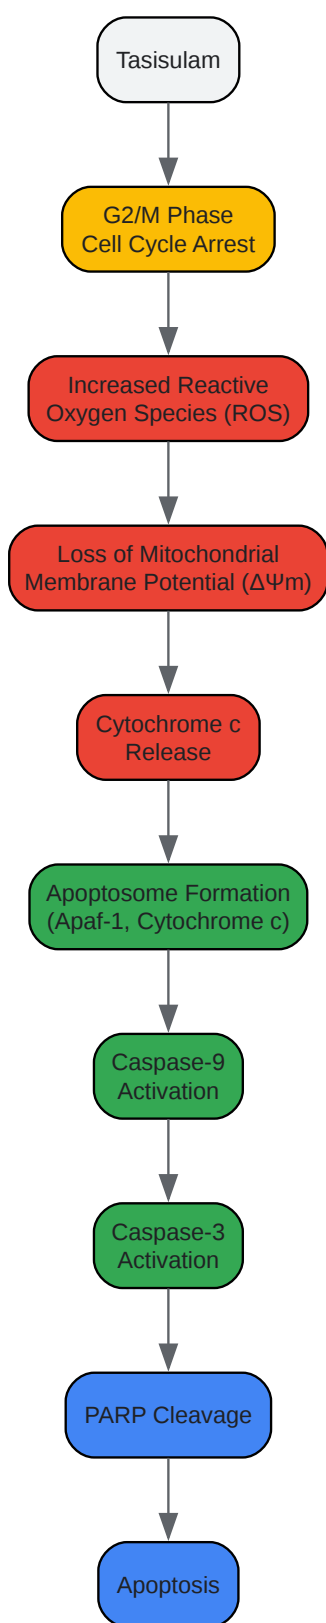 Tasisulam
G2/M Phase
Cell Cycle Arrest
Increased Reactive
Oxygen Species (ROS)
Loss of Mitochondrial
Membrane Potential (ΔΨm)
Cytochrome c
Release
Apoptosome Formation
(Apaf-1, Cytochrome c)
Caspase-9
Activation
Caspase-3
Activation
PARP Cleavage
Apoptosis